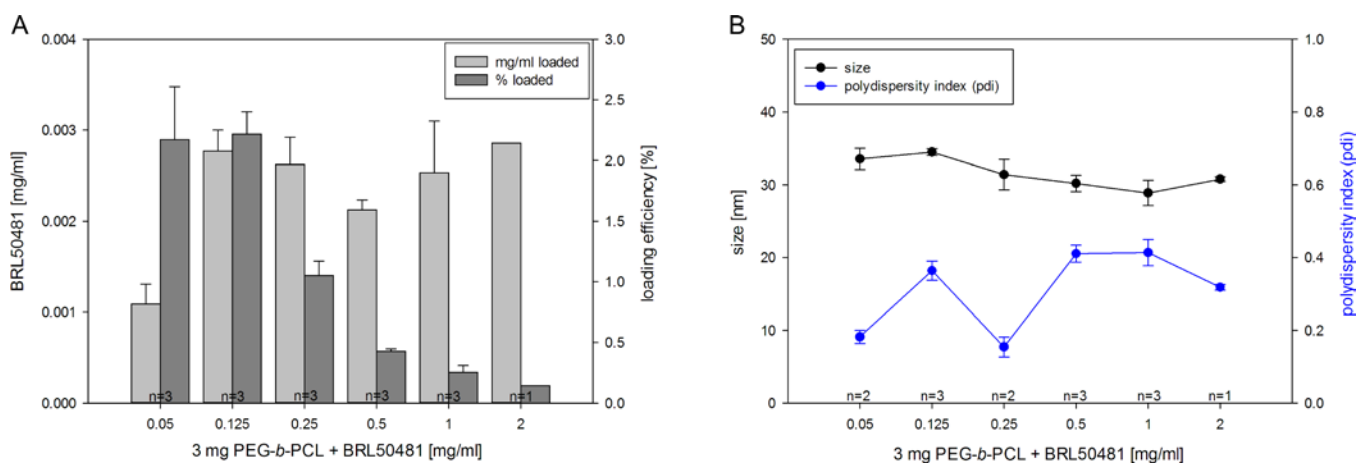 A
BRL50481 [mg/ml]
0.004
0.003
0.002
0.001
0.000
mg/ml loaded
% loaded
3.0
2.5
2.0
1.5
1.0
0.5
0.0
loading efficiency [%]
n=3 n=3 n=3 n=3 n=3 n=1
0.05 0.125 0.25 0.5 1 2
3 mg PEG-b-PCL + BRL50481 [mg/ml]
B
size [nm]
50
40
30
20
10
0
size
polydispersity index (pdi)
1.0
0.8
0.6
0.4
0.2
0.0
polydispersity index (pdi)
n=2 n=3 n=2 n=3 n=3 n=1
0.05 0.125 0.25 0.5 1 2
3 mg PEG-b-PCL + BRL50481 [mg/ml]